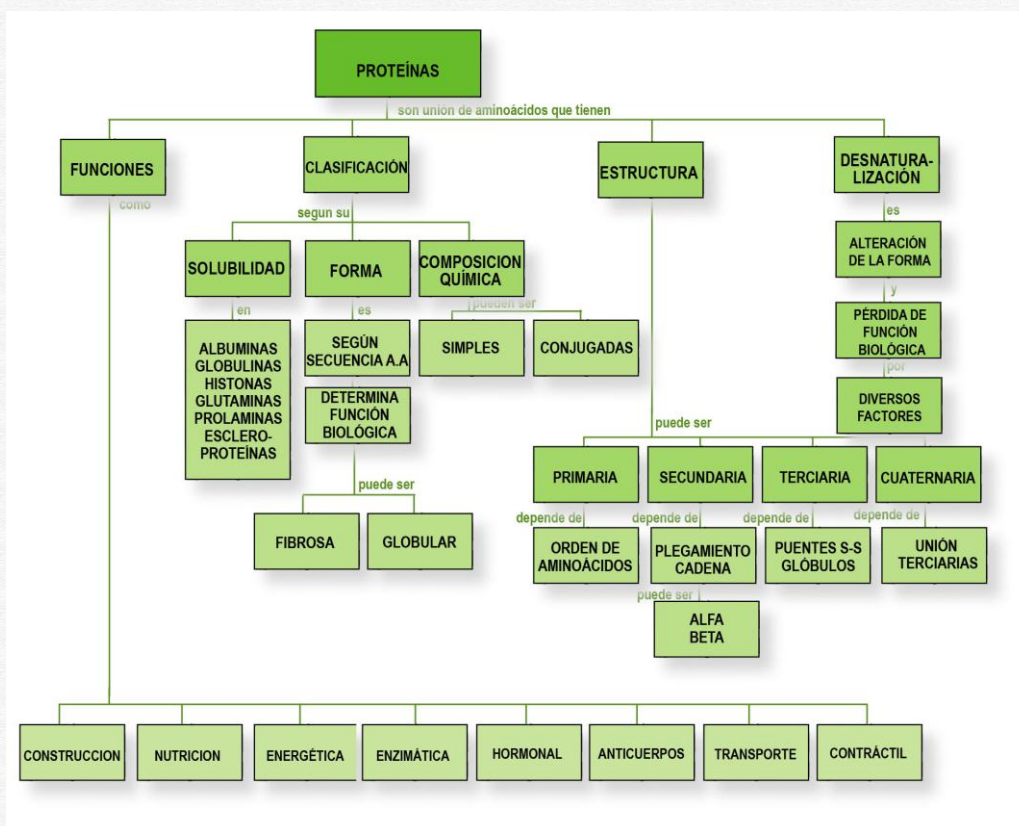 PROTEÍNAS
son unión de aminoácidos que tienen
FUNCIONES
CLASIFICACIÓN
ESTRUCTURA
DESNATURA-
LIZACIÓN
como
segun su
es
SOLUBILIDAD
FORMA
COMPOSICION
QUÍMICA
ALTERACIÓN
DE LA FORMA
en
es
pueden ser
y
ALBUMINAS
GLOBULINAS
HISTONAS
GLUTAMINAS
PROLAMINAS
ESCLERO-
PROTEÍNAS
SEGÚN
SECUENCIA A.A
SIMPLES
CONJUGADAS
PÉRDIDA DE
FUNCIÓN
BIOLÓGICA
por
DETERMINA
FUNCIÓN
BIOLÓGICA
DIVERSOS
FACTORES
puede ser
puede ser
FIBROSA
GLOBULAR
PRIMARIA
SECUNDARIA
TERCIARIA
CUATERNARIA
depende de
depende de
depende de
depende de
ORDEN DE
AMINOÁCIDOS
PLEGAMIENTO
CADENA
PUENTES S-S
GLÓBULOS
UNIÓN
TERCIARIAS
puede ser
ALFA
BETA
CONSTRUCCION
NUTRICION
ENERGÉTICA
ENZIMÁTICA
HORMONAL
ANTICUERPOS
TRANSPORTE
CONTRÁCTIL